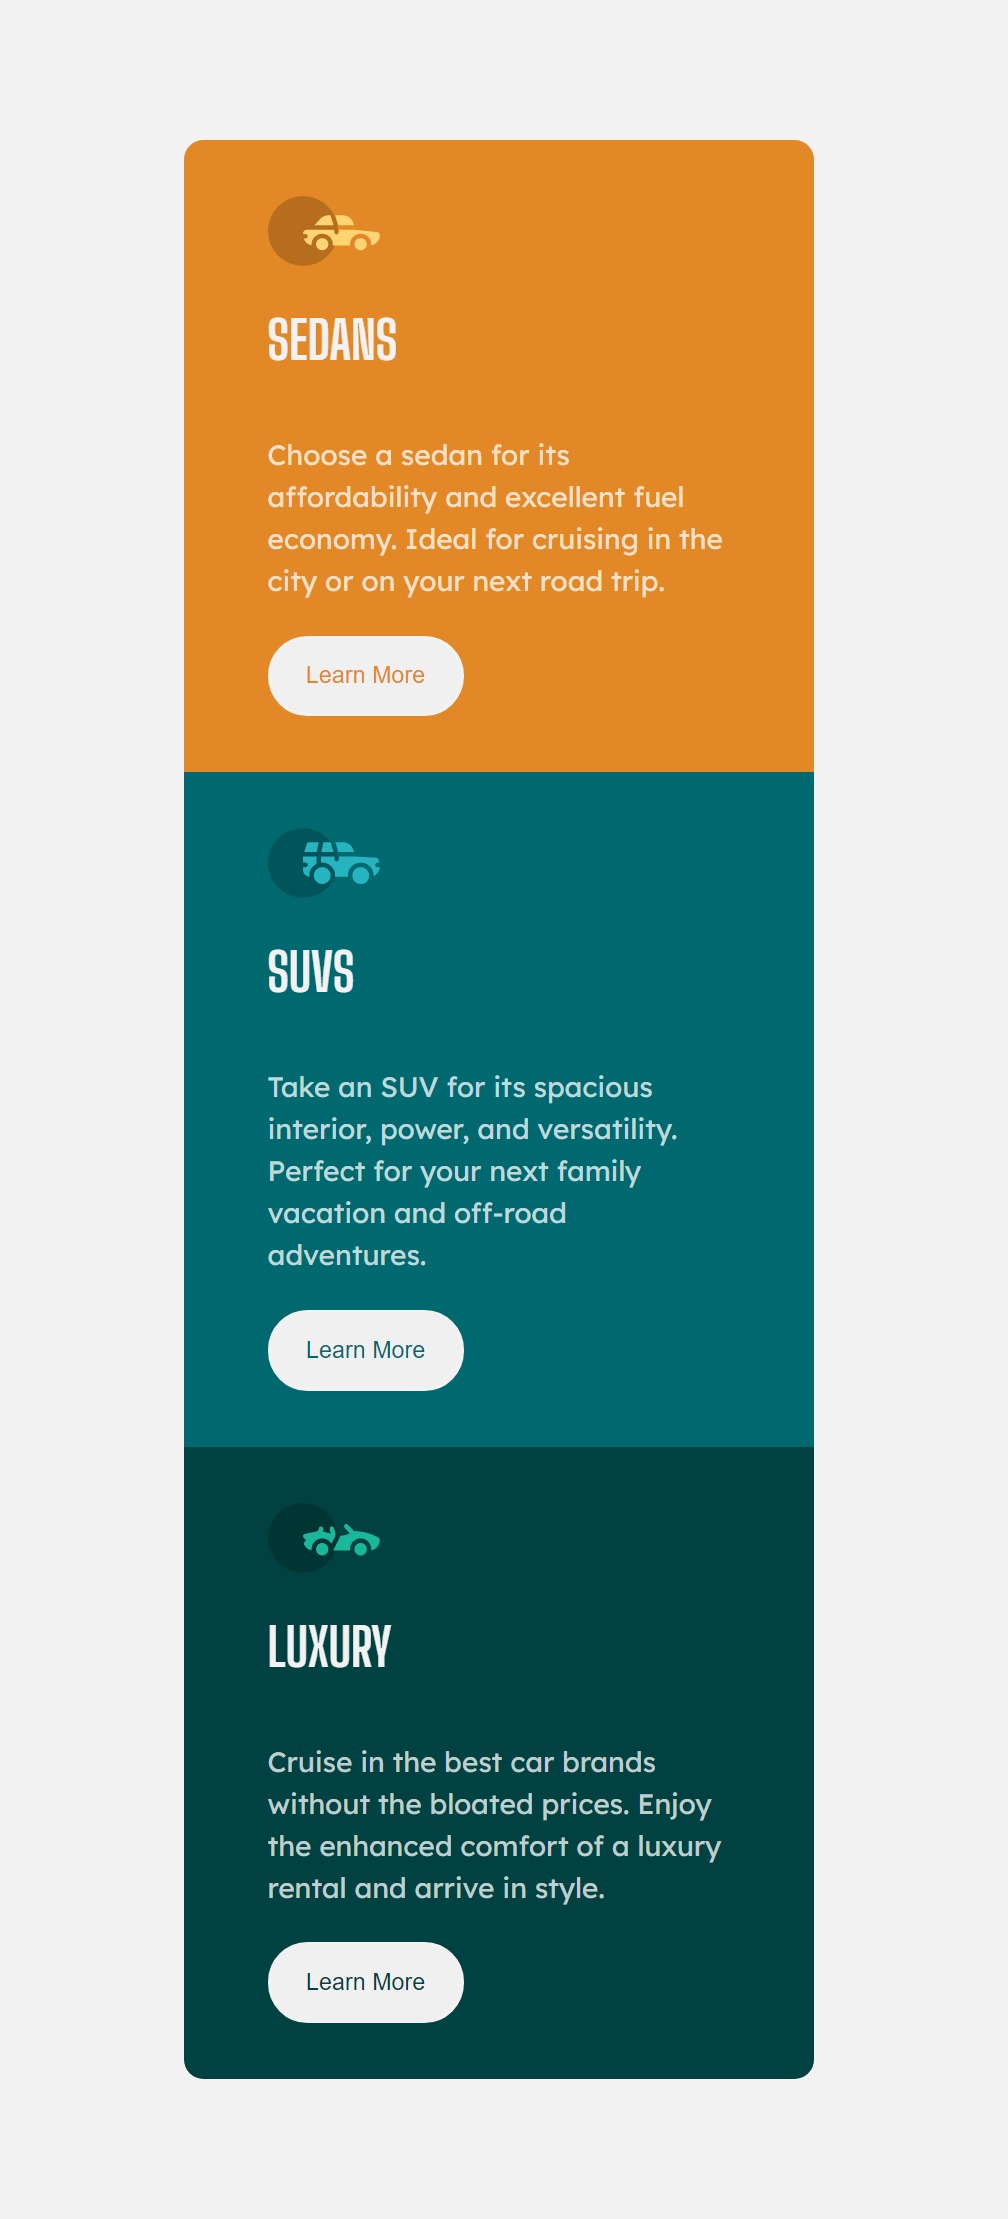 SEDANS
Choose a sedan for its
affordability and excellent fuel
economy. Ideal for cruising in the
city or on your next road trip.
Learn More
SUVS
Take an SUV for its spacious
interior, power, and versatility.
Perfect for your next family
vacation and off-road
adventures.
Learn More
LUXURY
Cruise in the best car brands
without the bloated prices. Enjoy
the enhanced comfort of a luxury
rental and arrive in style.
Learn More